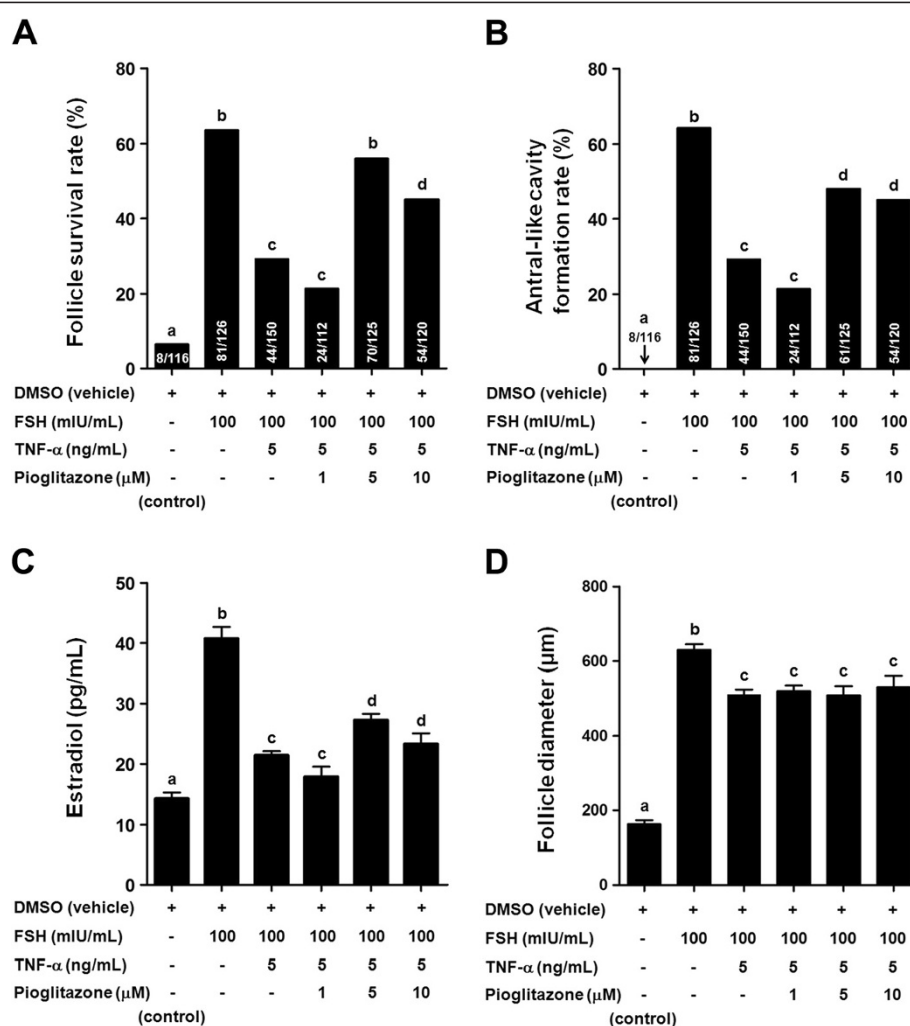 A
Follicle survival rate (%)
80
60
40
20
0
a
b
c
c
b
d
8/116
81/126
44/150
24/112
70/125
54/120
DMSO (vehicle) + + + + + +
FSH (mIU/mL) - 100 100 100 100 100
TNF-α (ng/mL) - - 5 5 5 5
Pioglitazone (μM) - - - 1 5 10
(control)
B
Antral-like cavity
formation rate (%)
80
60
40
20
0
a
b
c
c
d
d
8/116
81/126
44/150
24/112
61/125
54/120
DMSO (vehicle) + + + + + +
FSH (mIU/mL) - 100 100 100 100 100
TNF-α (ng/mL) - - 5 5 5 5
Pioglitazone (μM) - - - 1 5 10
(control)
C
Estradiol (pg/mL)
50
40
30
20
10
0
a
b
c
c
d
d
DMSO (vehicle) + + + + + +
FSH (mIU/mL) - 100 100 100 100 100
TNF-α (ng/mL) - - 5 5 5 5
Pioglitazone (μM) - - - 1 5 10
(control)
D
Follicle diameter (μm)
800
600
400
200
0
a
b
c
c
c
c
DMSO (vehicle) + + + + + +
FSH (mIU/mL) - 100 100 100 100 100
TNF-α (ng/mL) - - 5 5 5 5
Pioglitazone (μM) - - - 1 5 10
(control)